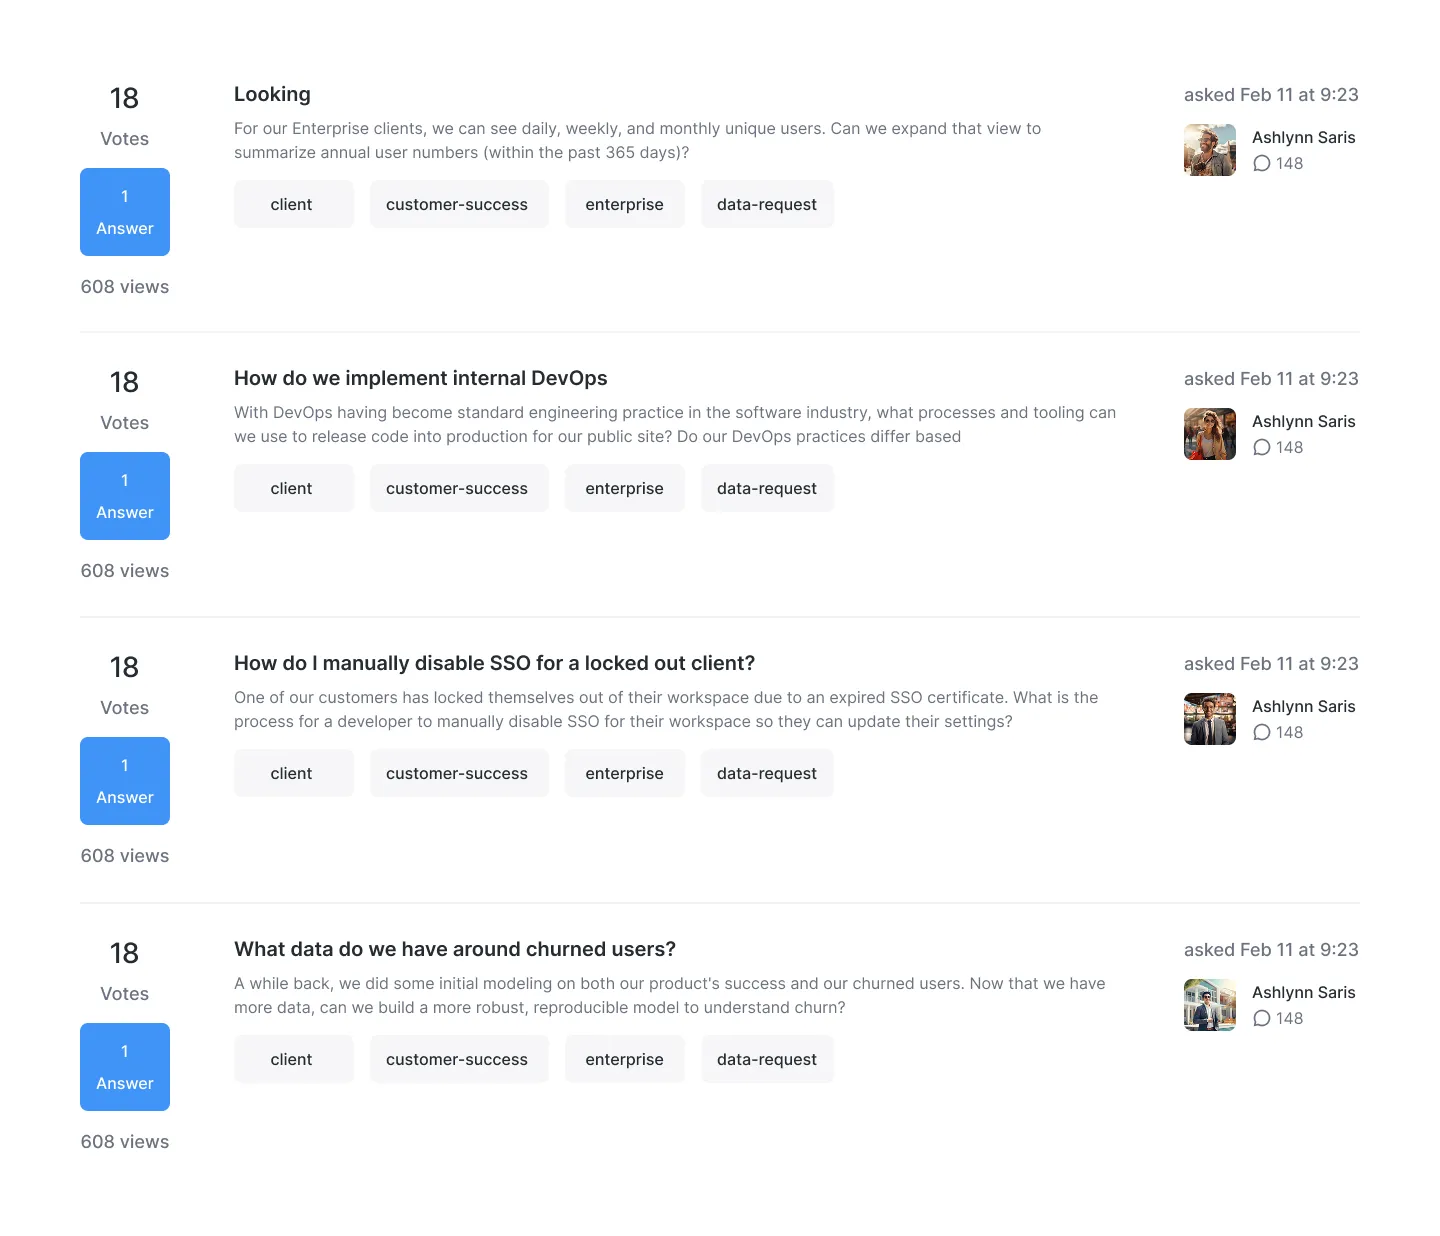 18
Votes
1
Answer
608 views
Looking
For our Enterprise clients, we can see daily, weekly, and monthly unique users. Can we expand that view to
summarize annual user numbers (within the past 365 days)?
client customer-success enterprise data-request
asked Feb 11 at 9:23
Ashlynn Saris
148
18
Votes
1
Answer
608 views
How do we implement internal DevOps
With DevOps having become standard engineering practice in the software industry, what processes and tooling can
we use to release code into production for our public site? Do our DevOps practices differ based
client customer-success enterprise data-request
asked Feb 11 at 9:23
Ashlynn Saris
148
18
Votes
1
Answer
608 views
How do I manually disable SSO for a locked out client?
One of our customers has locked themselves out of their workspace due to an expired SSO certificate. What is the
process for a developer to manually disable SSO for their workspace so they can update their settings?
client customer-success enterprise data-request
asked Feb 11 at 9:23
Ashlynn Saris
148
18
Votes
1
Answer
608 views
What data do we have around churned users?
A while back, we did some initial modeling on both our product's success and our churned users. Now that we have
more data, can we build a more robust, reproducible model to understand churn?
client customer-success enterprise data-request
asked Feb 11 at 9:23
Ashlynn Saris
148